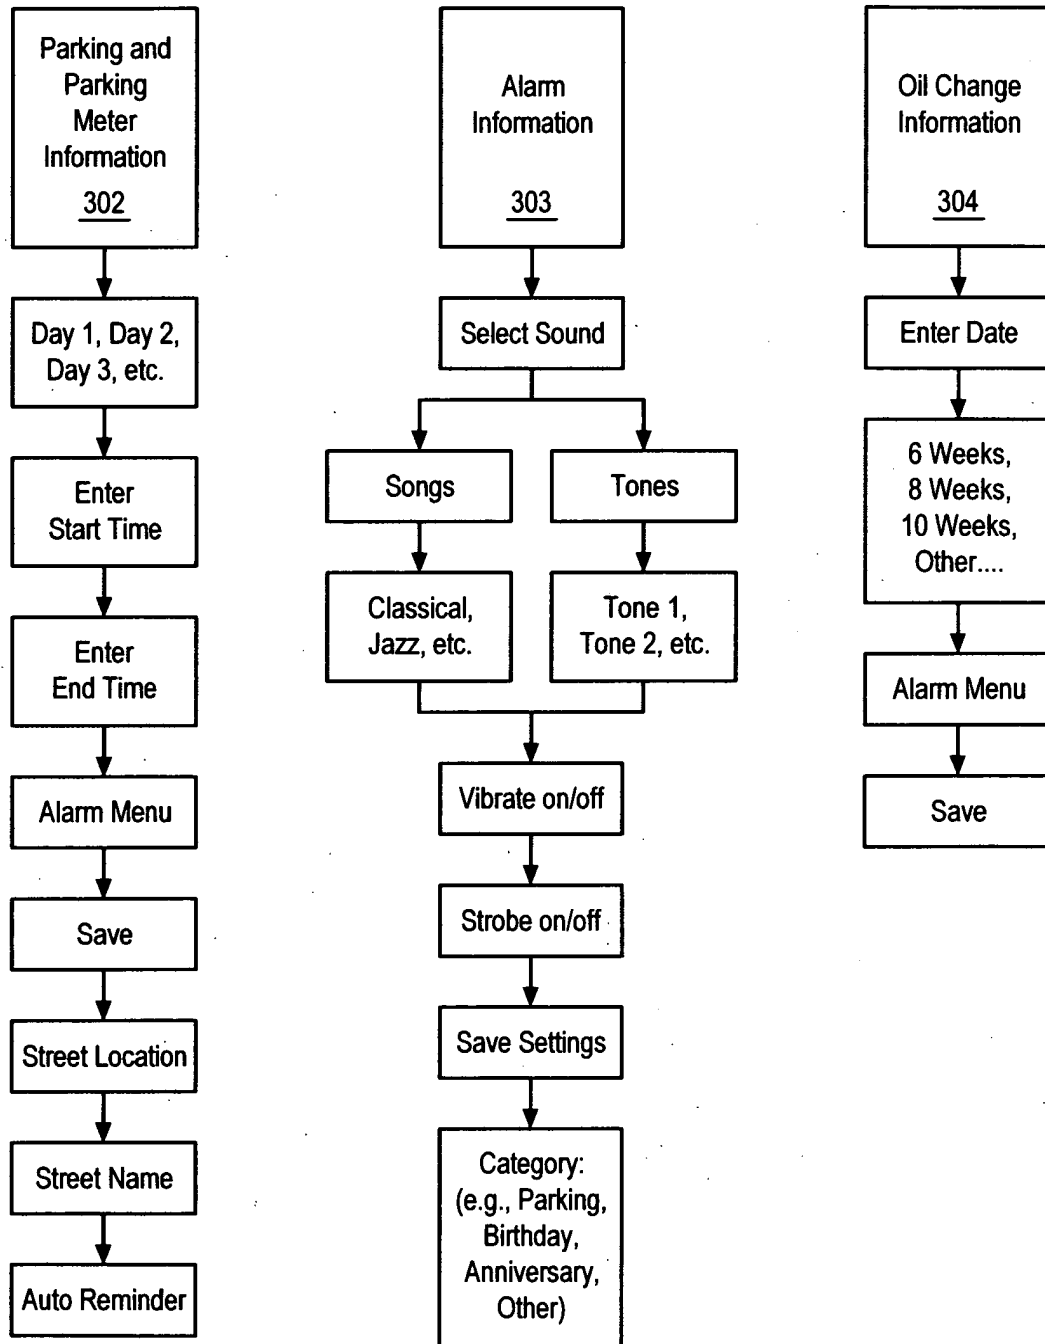 Parking and
Parking
Meter
Information
302
Day 1, Day 2,
Day 3, etc.
Enter
Start Time
Enter
End Time
Alarm Menu
Save
Street Location
Street Name
Auto Reminder
Alarm
Information
303
Select Sound
Songs
Tones
Classical,
Jazz, etc.
Tone 1,
Tone 2, etc.
Vibrate on/off
Strobe on/off
Save Settings
Category:
(e.g., Parking,
Birthday,
Anniversary,
Other)
Oil Change
Information
304
Enter Date
6 Weeks,
8 Weeks,
10 Weeks,
Other....
Alarm Menu
Save